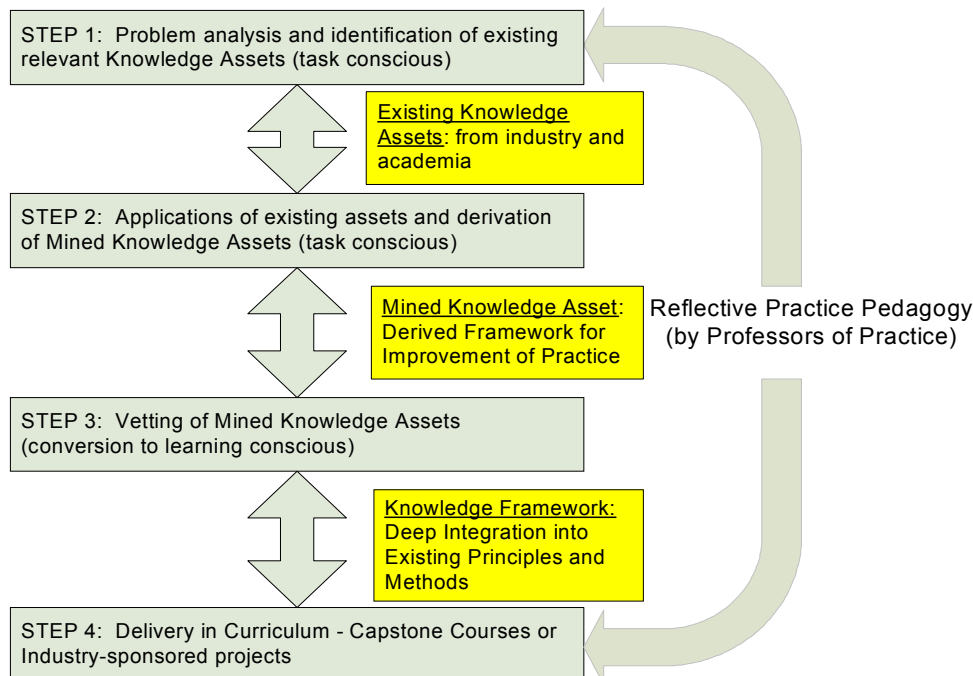 STEP 1:  Problem analysis and identification of existing
relevant Knowledge Assets (task conscious)
Existing Knowledge
Assets: from industry and
academia
STEP 2:  Applications of existing assets and derivation
of Mined Knowledge Assets (task conscious)
Mined Knowledge Asset:
Derived Framework for
Improvement of Practice
Reflective Practice Pedagogy
(by Professors of Practice)
STEP 3:  Vetting of Mined Knowledge Assets
(conversion to learning conscious)
Knowledge Framework:
Deep Integration into
Existing Principles and
Methods
STEP 4:  Delivery in Curriculum - Capstone Courses or
Industry-sponsored projects